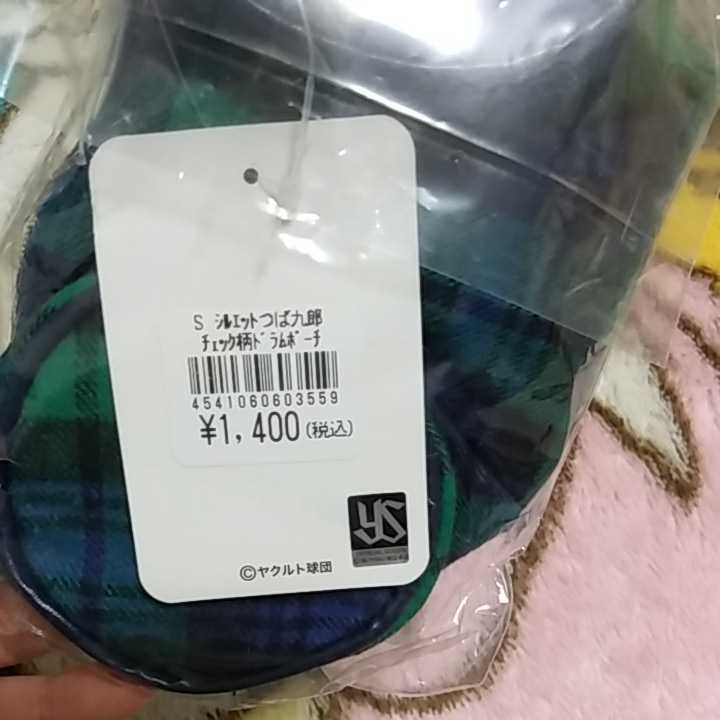 S ｼﾙｴｯﾄつば九郎
ﾁｪｯｸ柄ﾄﾞﾗﾑﾎﾟｰﾁ
4541060603559
¥1,400(税込)
YS
©ヤクルト球団